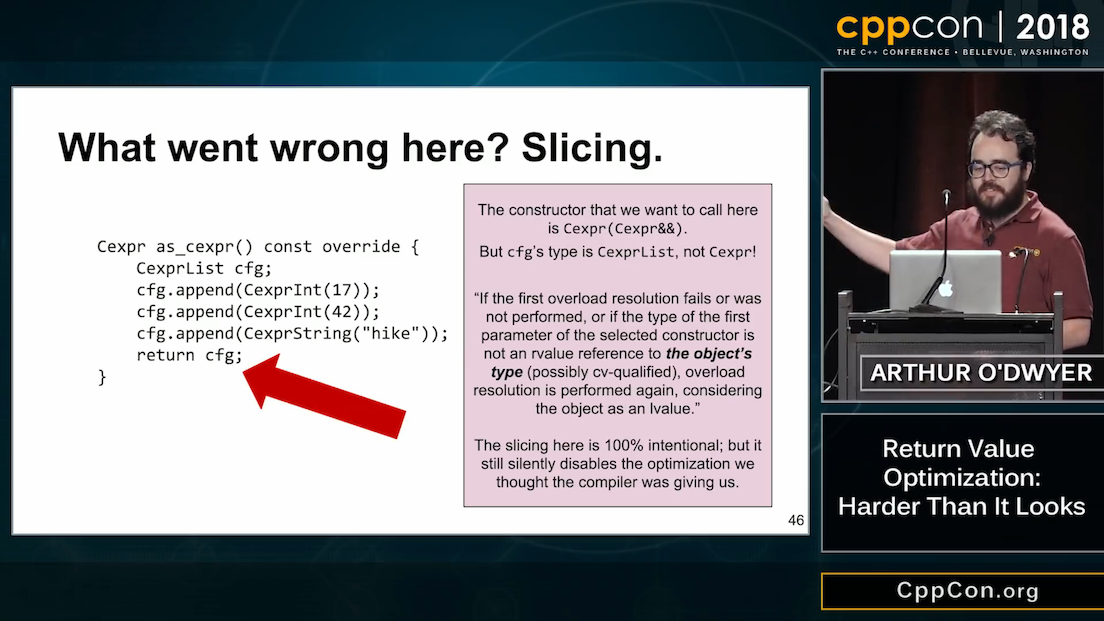 cppcon | 2018
THE C++ CONFERENCE • BELLEVUE, WASHINGTON
What went wrong here? Slicing.
Cexpr as_cexpr() const override {
    CexprList cfg;
    cfg.append(CexprInt(17));
    cfg.append(CexprInt(42));
    cfg.append(CexprString("hike"));
    return cfg;
}
The constructor that we want to call here
is Cexpr(Cexpr&&).
But cfg's type is CexprList, not Cexpr!
“If the first overload resolution fails or was
not performed, or if the type of the first
parameter of the selected constructor is
not an rvalue reference to the object's
type (possibly cv-qualified), overload
resolution is performed again, considering
the object as an lvalue.”
The slicing here is 100% intentional; but it
still silently disables the optimization we
thought the compiler was giving us.
46
ARTHUR O'DWYER
Return Value
Optimization:
Harder Than It Looks
CppCon.org